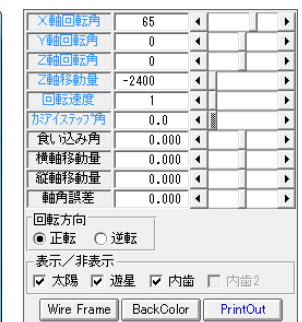 X軸回転角 65
Y軸回転角 0
Z軸回転角 0
Z軸移動量 -2400
回転速度 1
カミアイステップ角 0.0
食い込み角 0.000
横軸移動量 0.000
縦軸移動量 0.000
軸角誤差 0.000
回転方向
正転 逆転
表示／非表示
太陽 遊星 内歯 内歯2
Wire Frame BackColor PrintOut